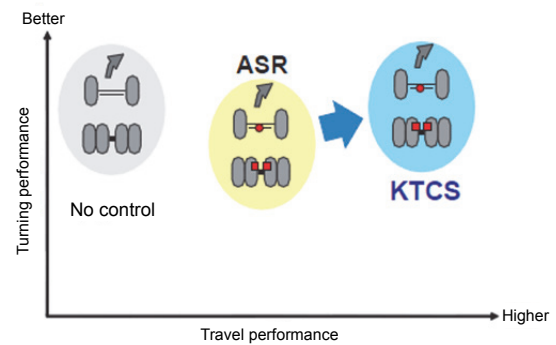 Better
ASR
KTCS
No control
Turning performance
Higher
Travel performance